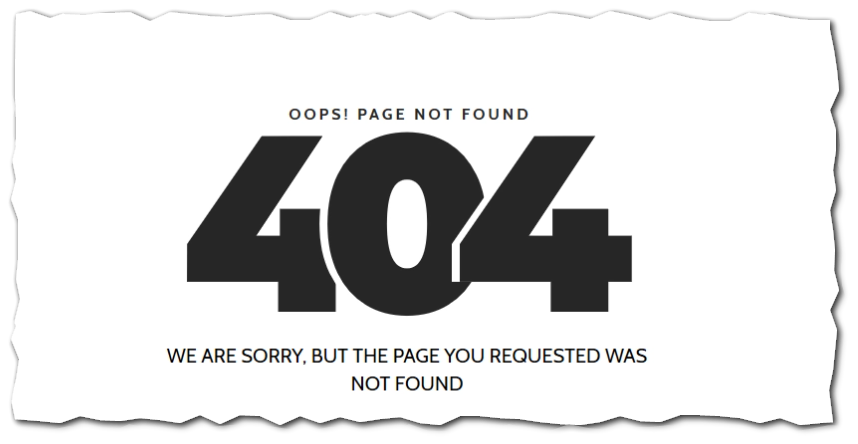 OOPS! PAGE NOT FOUND
404
WE ARE SORRY, BUT THE PAGE YOU REQUESTED WAS
NOT FOUND